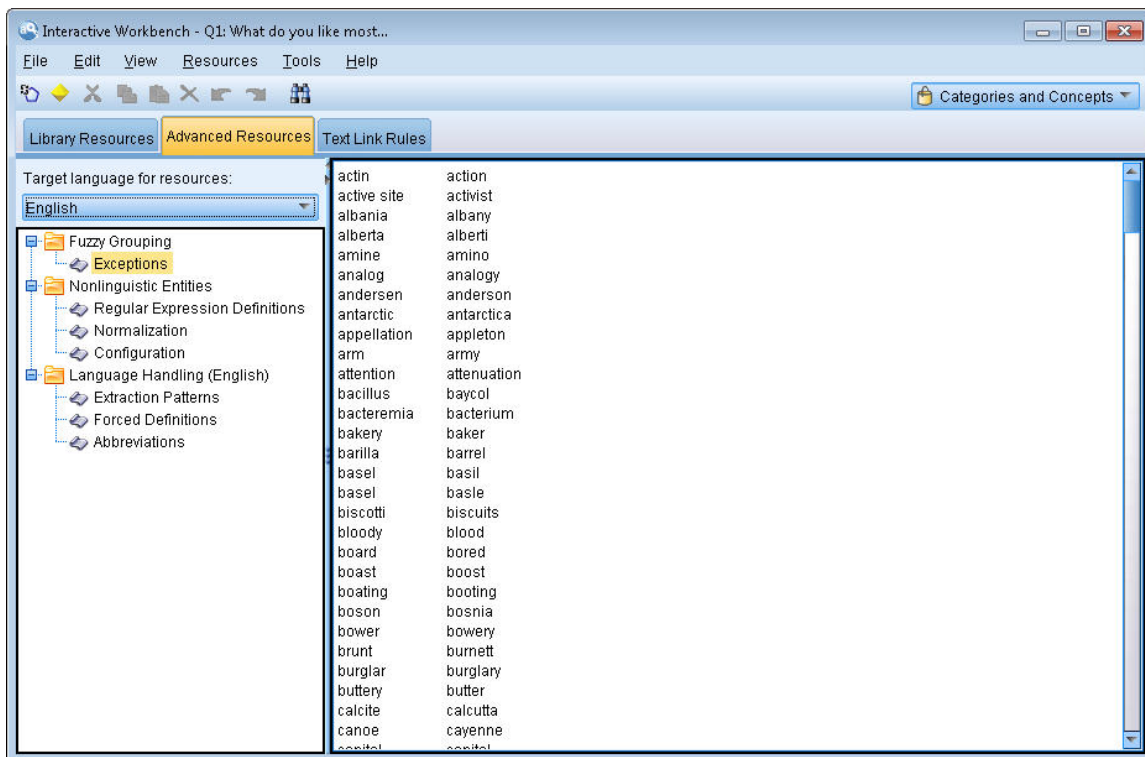 Interactive Workbench - Q1: What do you like most...
File Edit View Resources Tools Help
Categories and Concepts
Library Resources Advanced Resources Text Link Rules
Target language for resources:
English
Fuzzy Grouping
Exceptions
Nonlinguistic Entities
Regular Expression Definitions
Normalization
Configuration
Language Handling (English)
Extraction Patterns
Forced Definitions
Abbreviations
actin action
active site activist
albania albany
alberta alberti
amine amino
analog analogy
andersen anderson
antarctic antarctica
appellation appleton
arm army
attention attenuation
bacillus baycol
bacteremia bacterium
bakery baker
barilla barrel
basel basil
basel basle
biscotti biscuits
bloody blood
board bored
boast boost
boating booting
boson bosnia
bower bowery
brunt burnett
burglar burglary
buttery butter
calcite calcutta
canoe cayenne